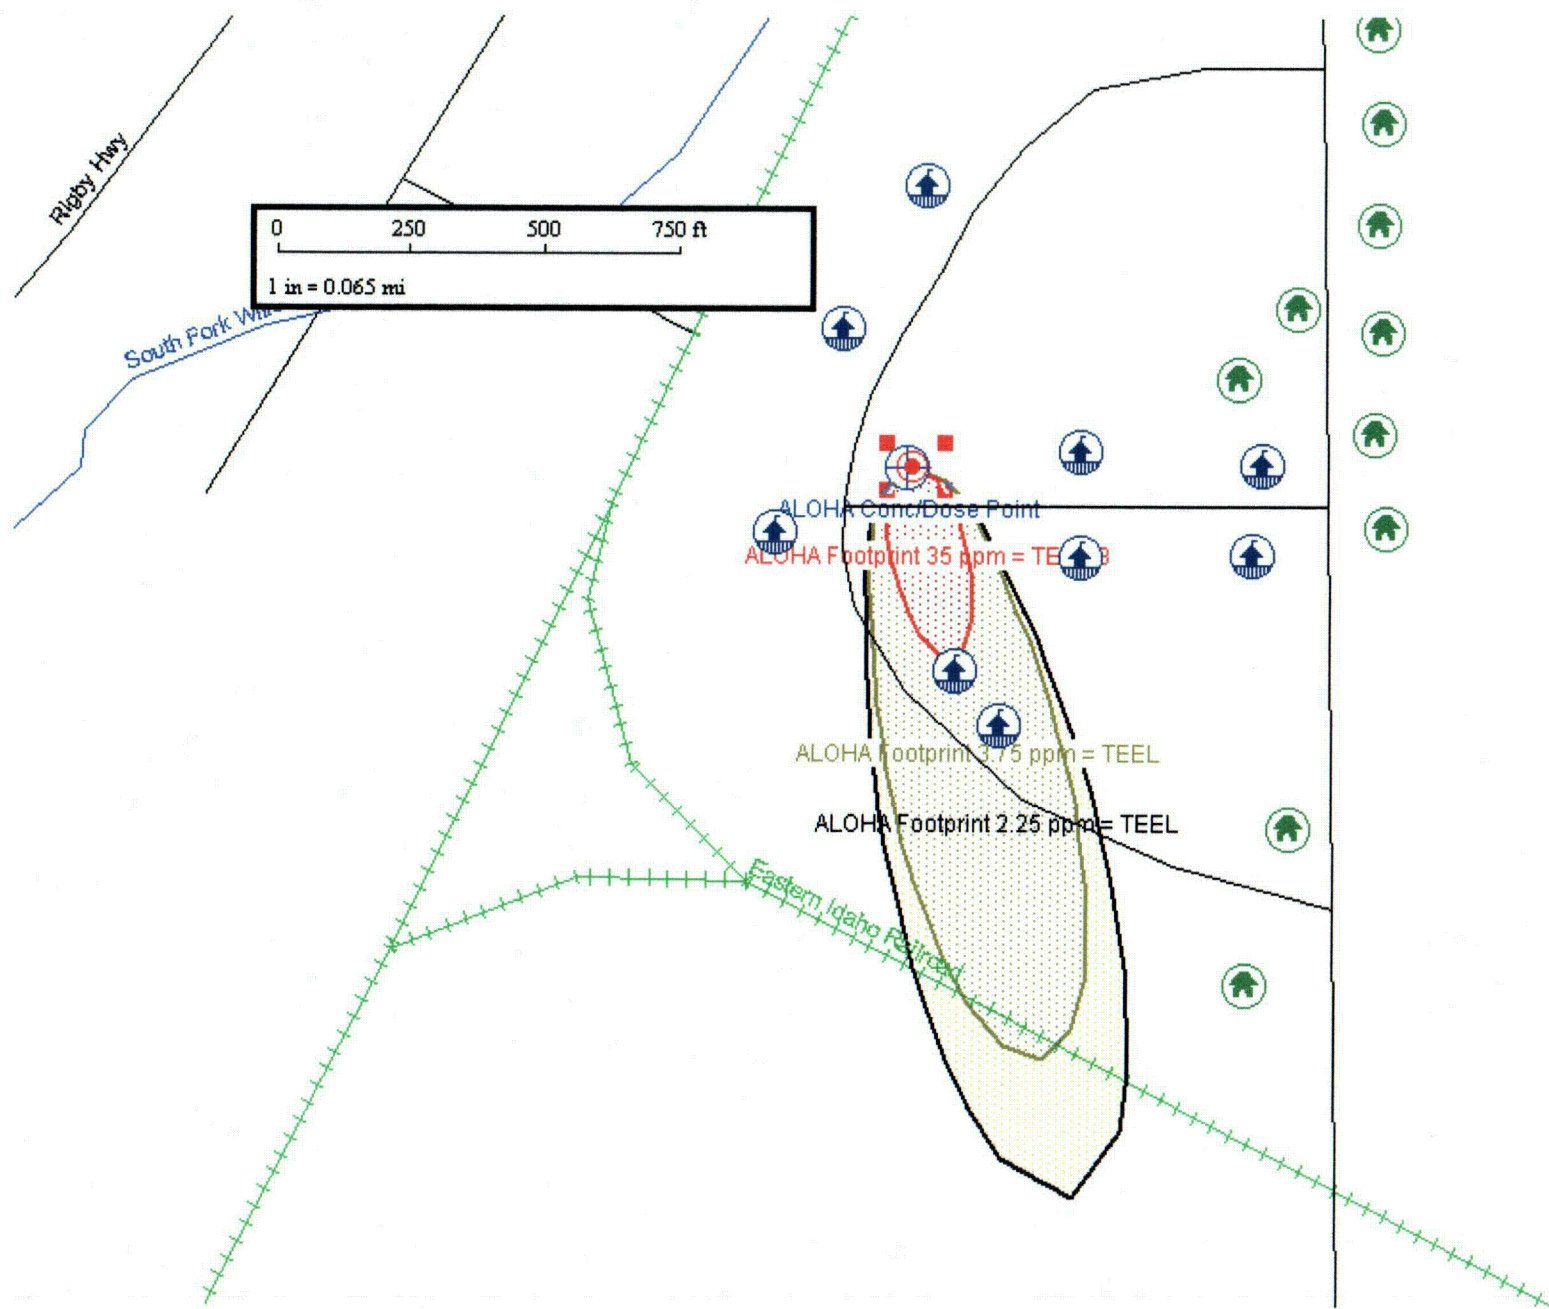 Rigby Hwy
0 250 500 750 ft
1 in = 0.065 mi
South Fork
ALOHA Conc/Dose Point
ALOHA Footprint 35 ppm = TE 3
ALOHA Footprint 3.75 ppm = TEEL
ALOHA Footprint 2.25 ppm = TEEL
Eastern Idaho Railroad